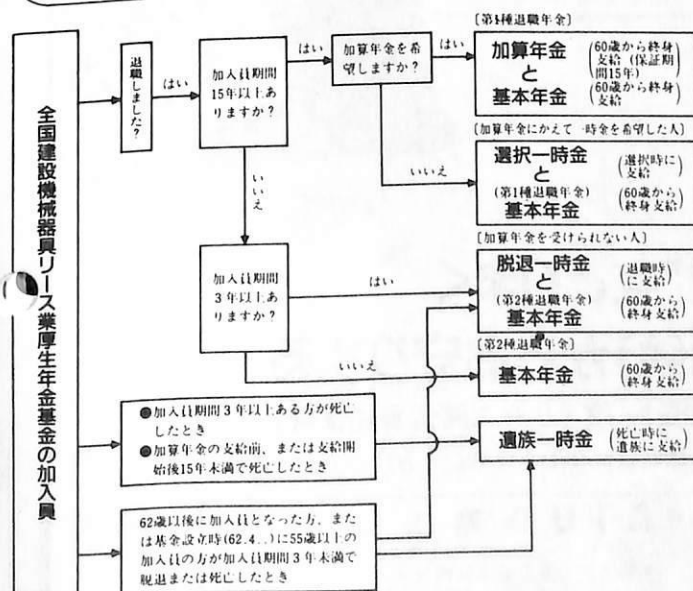 全国建設機械器具リース業厚生年金基金の加入員
退職しました？
はい
加入員期間
15年以上あ
りますか？
はい
加算年金を希
望しますか？
はい
〔第1種退職年金〕
加算年金
と
基本年金
(60歳から終身
支給(保証期
間15年)
(60歳から終身
支給)
いいえ
〔加算年金にかえて一時金を希望した人〕
選択一時金
と
(第1種退職年金)
基本年金
(選択時に
支給)
(60歳から
終身支給)
いいえ
加入員期間
3年以上あ
りますか？
はい
〔加算年金を受けられない人〕
脱退一時金
と
(第2種退職年金)
基本年金
(退職時
に支給)
(60歳から
終身支給)
いいえ
〔第2種退職年金〕
基本年金
(60歳から
終身支給)
●加入員期間3年以上ある方が死亡
したとき
●加算年金の支給前、または支給開
始後15年未満で死亡したとき
遺族一時金
(死亡時に
遺族に支給)
62歳以後に加入員となった方、また
は基金設立時(62.4..)に55歳以上の
加入員の方が加入員期間3年未満で
脱退または死亡したとき